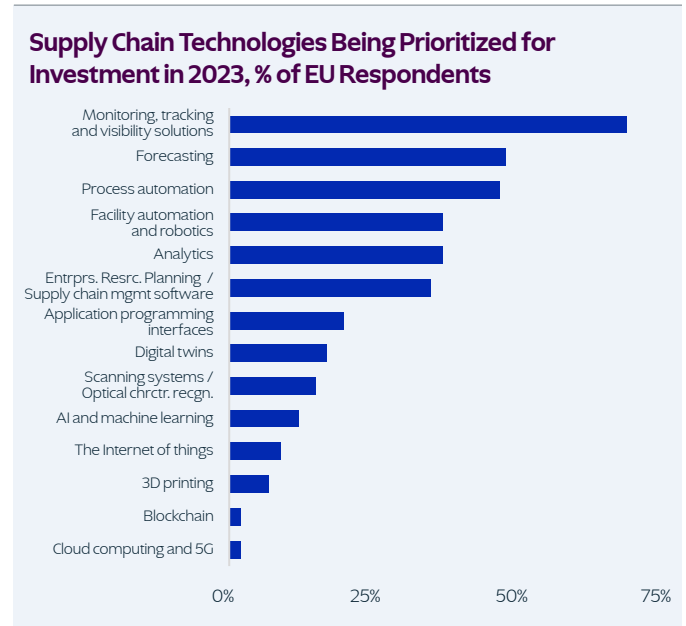 Supply Chain Technologies Being Prioritized for
Investment in 2023, % of EU Respondents
Monitoring, tracking
and visibility solutions
Forecasting
Process automation
Facility automation
and robotics
Analytics
Entrprs. Resrc. Planning /
Supply chain mgmt software
Application programming
interfaces
Digital twins
Scanning systems /
Optical chrctr. recgn.
AI and machine learning
The Internet of things
3D printing
Blockchain
Cloud computing and 5G
0% 25% 50% 75%